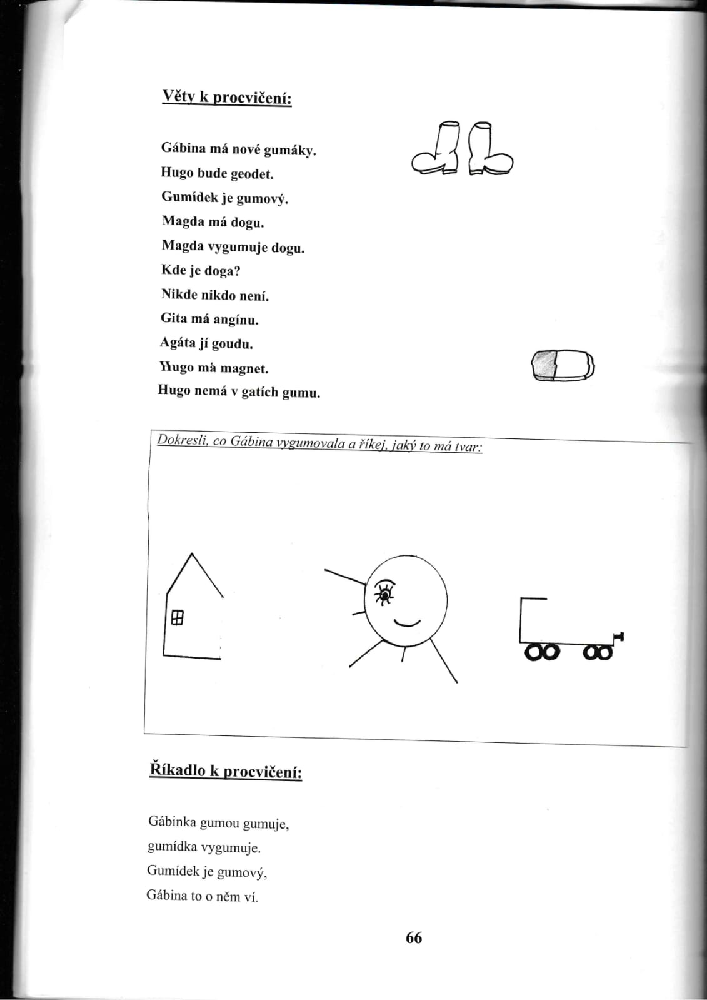 Věty k procvičení:
Gábina má nové gumáky.
Hugo bude geodet.
Gumídek je gumový.
Magda má dogu.
Magda vygumuje dogu.
Kde je doga?
Nikde nikdo není.
Gita má angínu.
Agáta jí goudu.
Hugo má magnet.
Hugo nemá v gatích gumu.
Dokresli, co Gábina vygumovala a říkej, jaký to má tvar:
Říkadlo k procvičení:
Gábinka gumou gumuje,
gumídka vygumuje.
Gumídek je gumový,
Gábina to o něm ví.
66